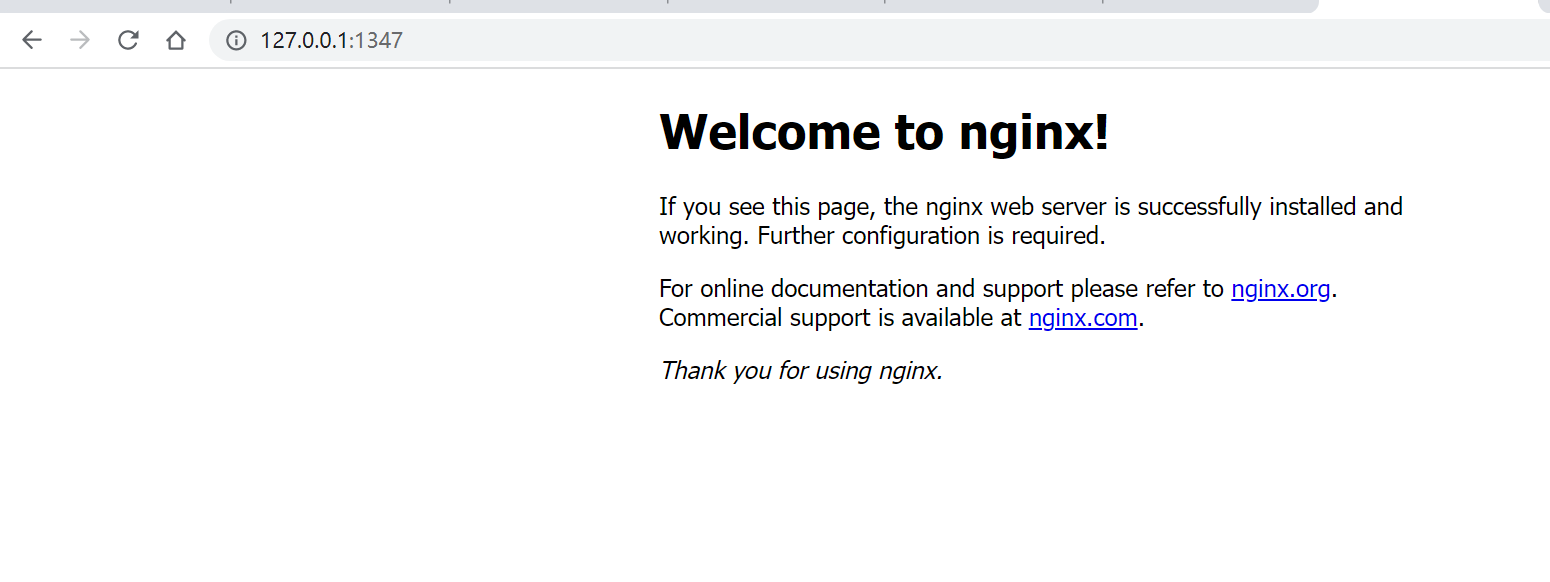 127.0.0.1:1347
Welcome to nginx!
If you see this page, the nginx web server is successfully installed and
working. Further configuration is required.
For online documentation and support please refer to nginx.org.
Commercial support is available at nginx.com.
Thank you for using nginx.